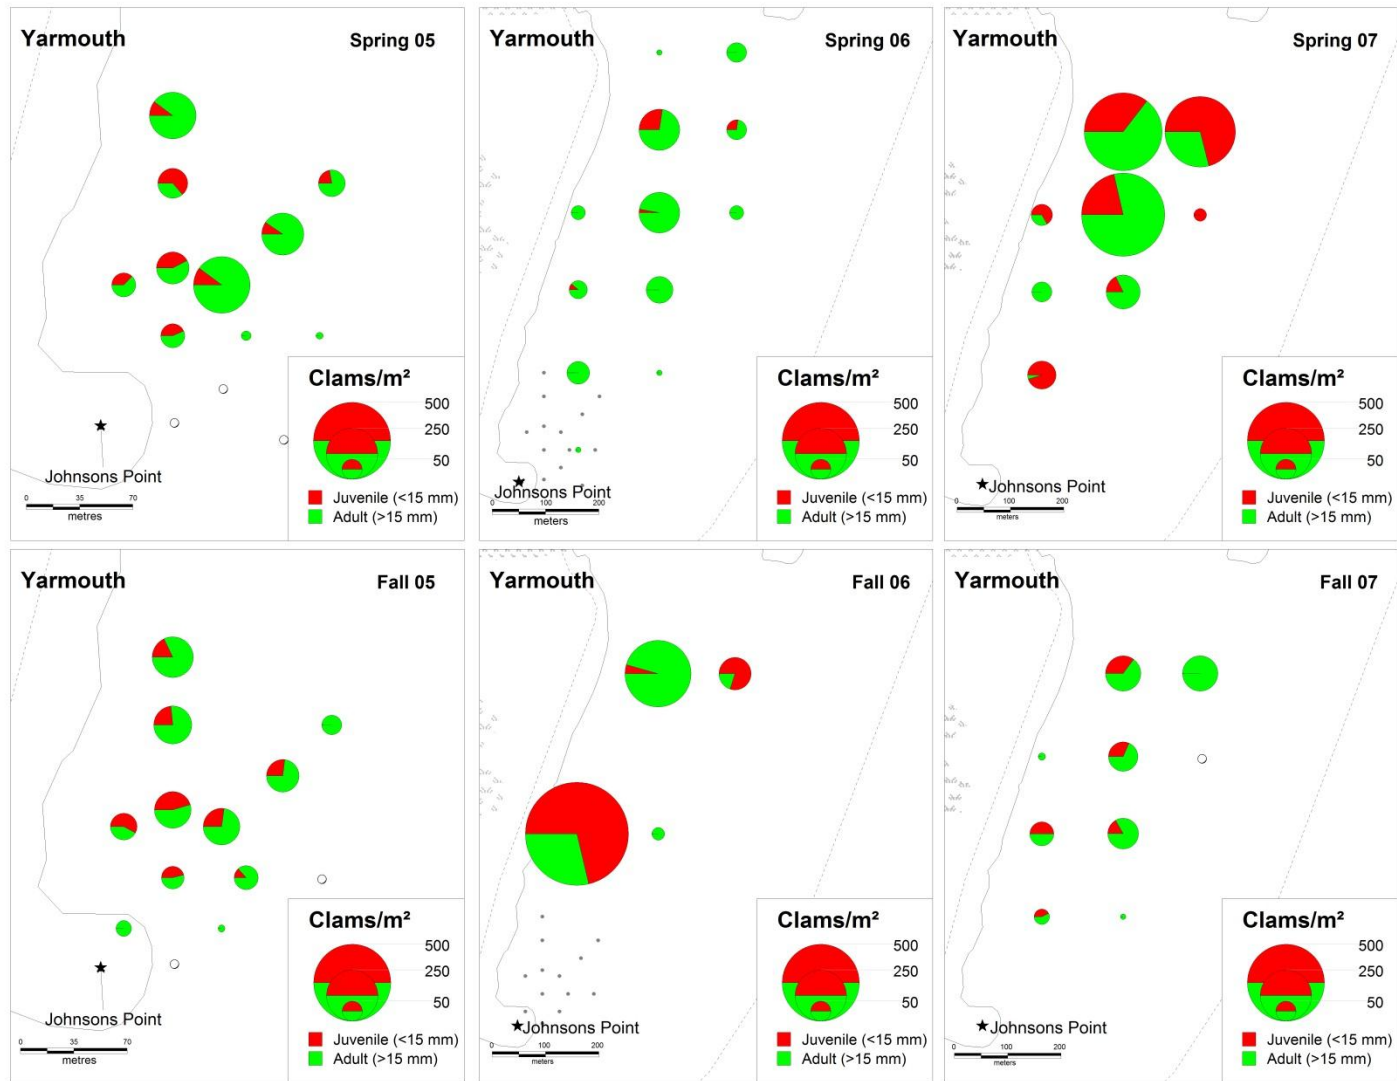 Yarmouth
Spring 05
Clams/m²
500
250
50
Juvenile (<15 mm)
Adult (>15 mm)
Johnsons Point
0 35 70
metres
Yarmouth
Spring 06
Clams/m²
500
250
50
Juvenile (<15 mm)
Adult (>15 mm)
Johnsons Point
0 100 200
meters
Yarmouth
Spring 07
Clams/m²
500
250
50
Juvenile (<15 mm)
Adult (>15 mm)
Johnsons Point
0 100 200
meters
Yarmouth
Fall 05
Clams/m²
500
250
50
Juvenile (<15 mm)
Adult (>15 mm)
Johnsons Point
0 35 70
metres
Yarmouth
Fall 06
Clams/m²
500
250
50
Juvenile (<15 mm)
Adult (>15 mm)
Johnsons Point
0 100 200
meters
Yarmouth
Fall 07
Clams/m²
500
250
50
Juvenile (<15 mm)
Adult (>15 mm)
Johnsons Point
0 100 200
meters